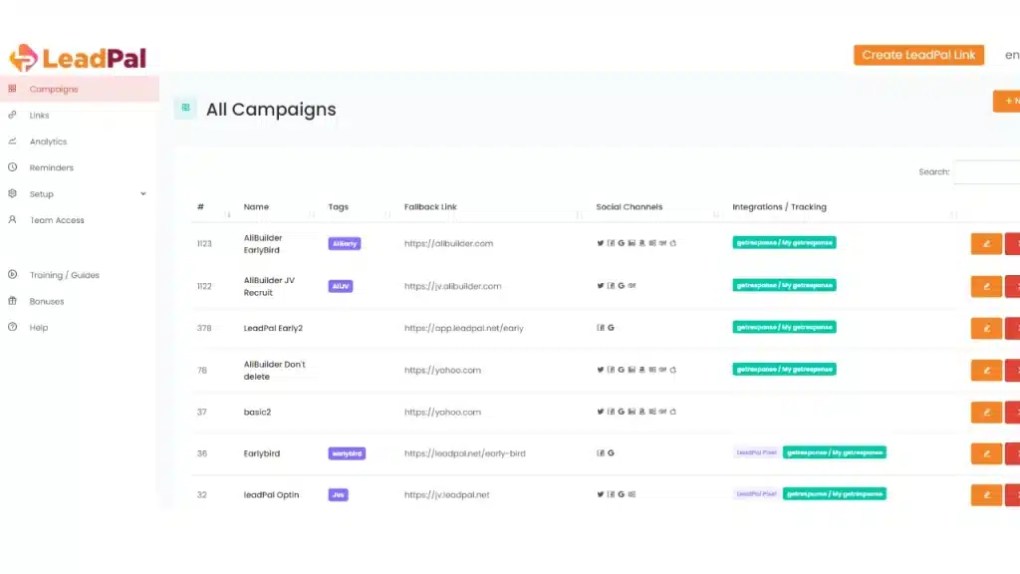 LeadPal
Create LeadPal Link
en
Campaigns
Links
Analytics
Reminders
Setup
Team Access
Training / Guides
Bonuses
Help
All Campaigns
+ N
Search:
# Name Tags Fallback Link Social Channels Integrations / Tracking
1123 AliBuilder EarlyBird AliEarly https://alibuilder.com getresponse / My getresponse
1122 AliBuilder JV Recruit AliJV https://jv.alibuilder.com getresponse / My getresponse
378 LeadPal Early2 https://app.leadpal.net/early getresponse / My getresponse
78 AliBuilder Don't delete https://yahoo.com getresponse / My getresponse
37 basic2 https://yahoo.com
36 Earlybird earlybird https://leadpal.net/early-bird LeadPal Pixel getresponse / My getresponse
32 leadPal Optin https://jv.leadpal.net LeadPal Pixel getresponse / My getresponse